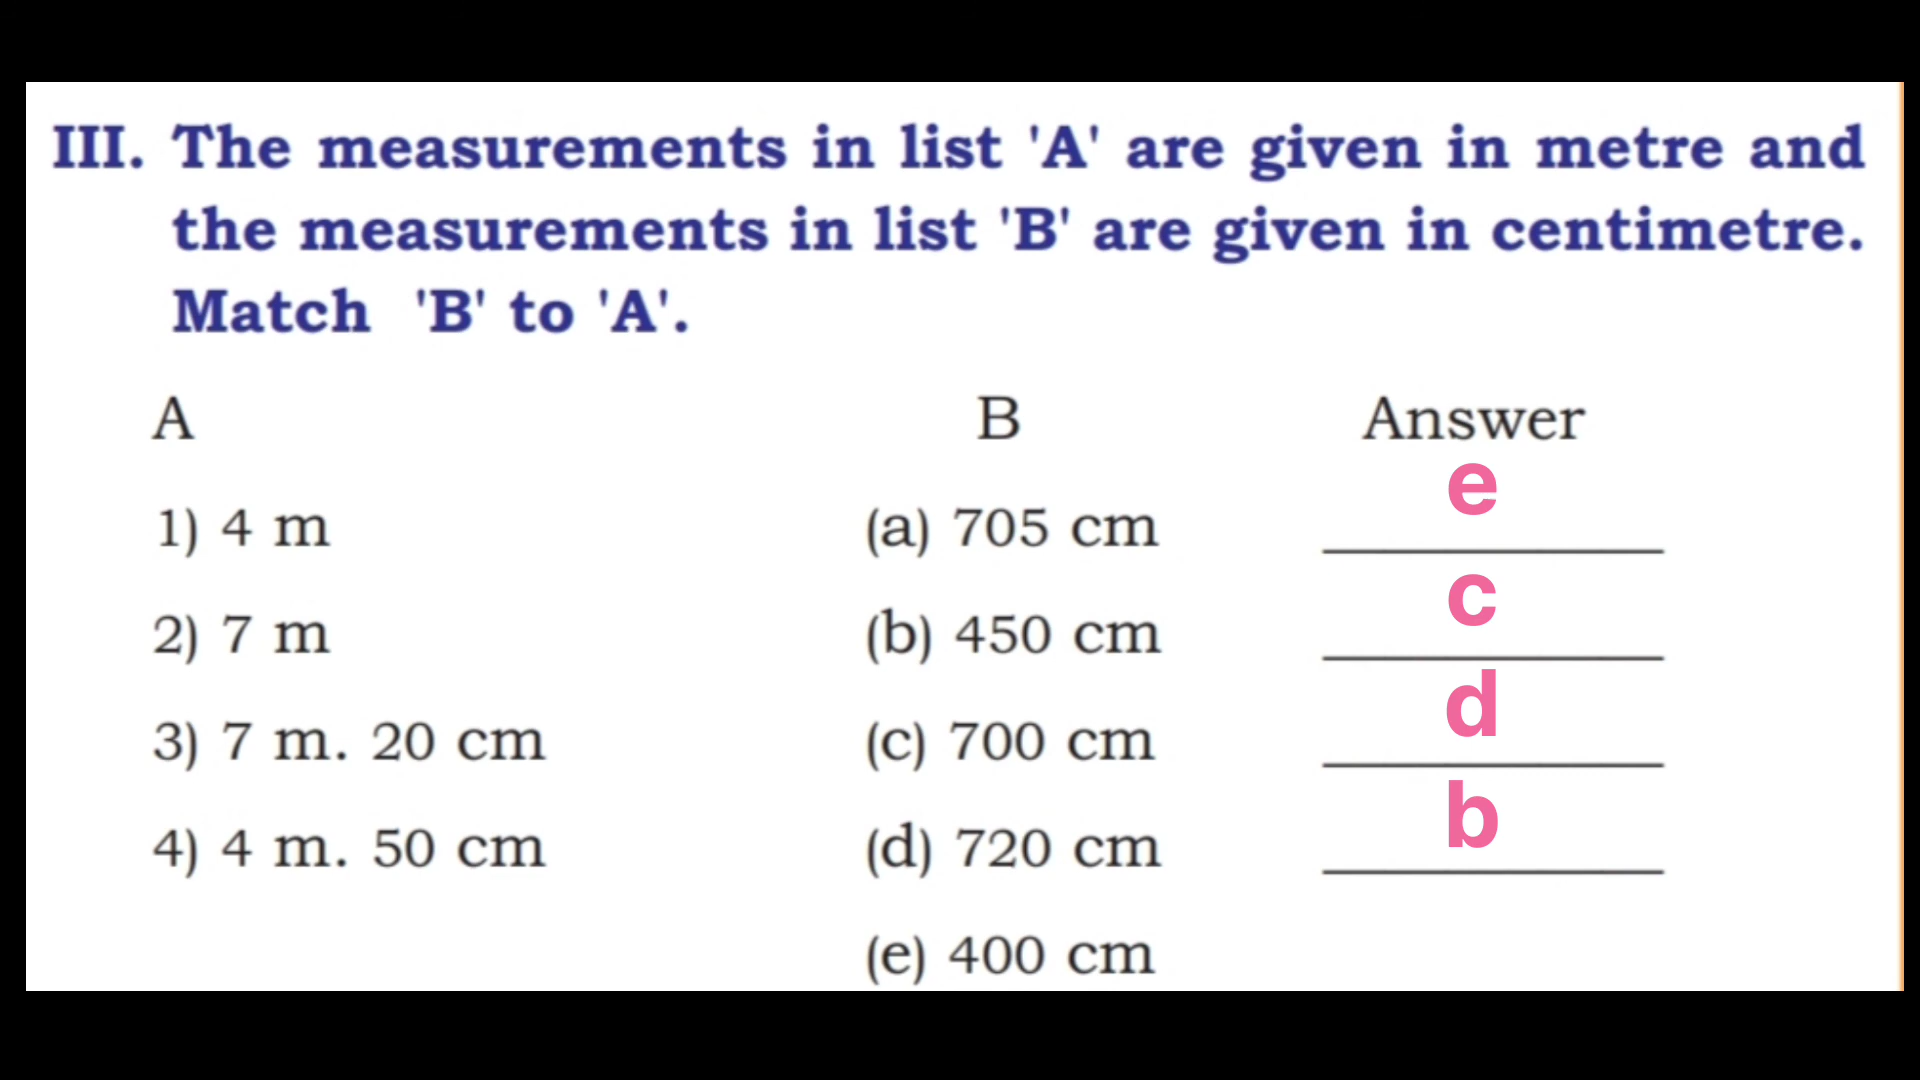 III. The measurements in list 'A' are given in metre and
the measurements in list 'B' are given in centimetre.
Match 'B' to 'A'.
A B Answer
1) 4 m (a) 705 cm e
2) 7 m (b) 450 cm c
3) 7 m. 20 cm (c) 700 cm d
4) 4 m. 50 cm (d) 720 cm b
(e) 400 cm